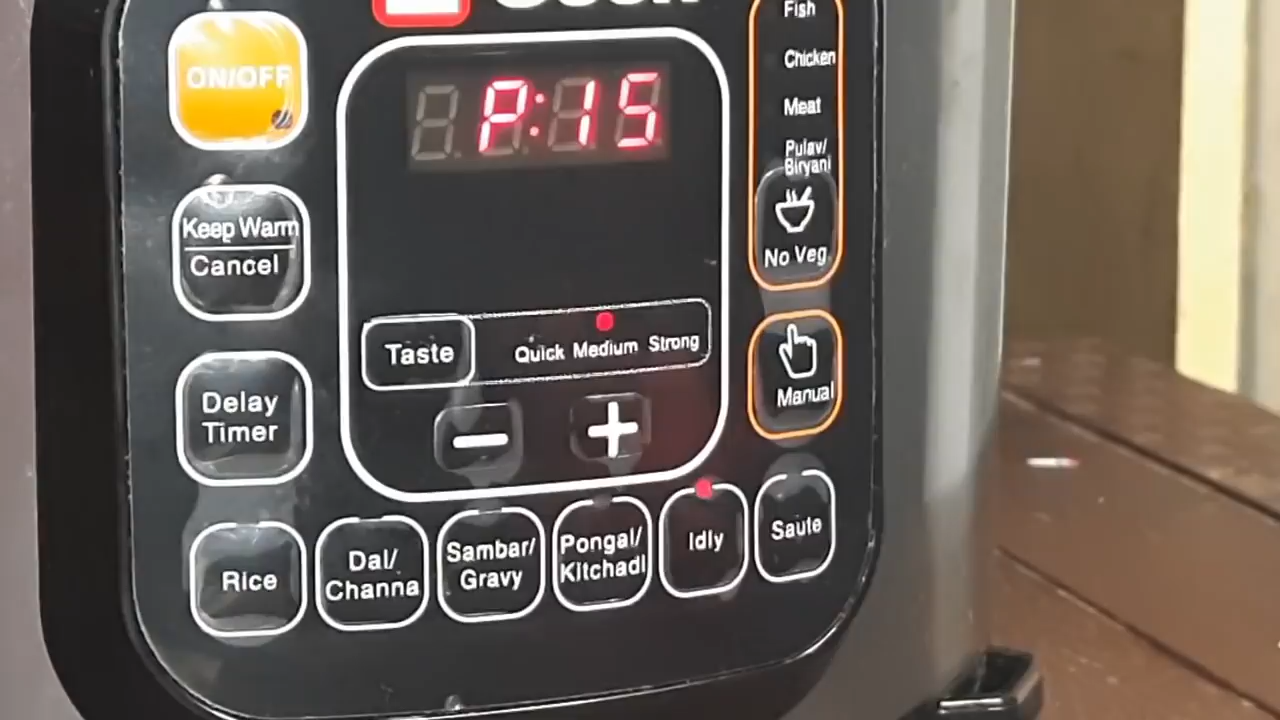 ON/OFF
P:15
Fish
Chicken
Meat
Pulav/
Biryani
No Veg
Keep Warm
Cancel
Taste
Quick Medium Strong
Manual
Delay
Timer
Rice
Dal/
Channa
Sambar/
Gravy
Pongal/
Kitchadi
Idly
Saute